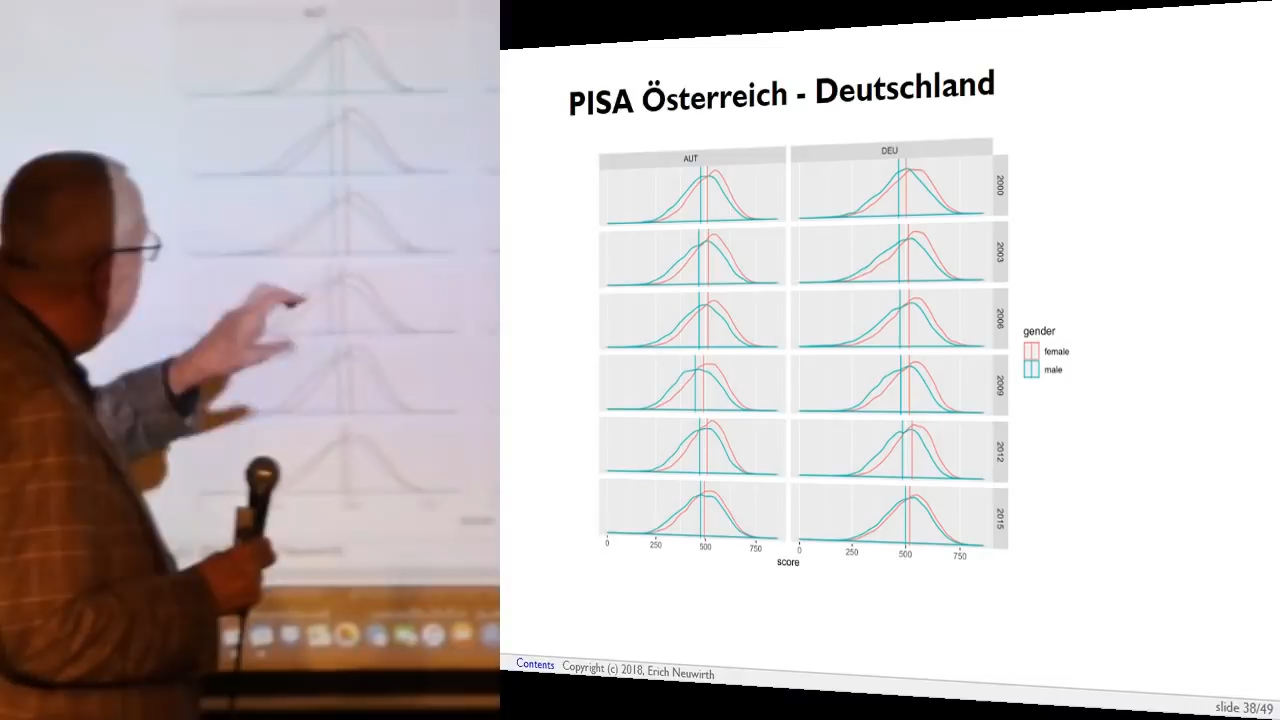 PISA Österreich - Deutschland
AUT
DEU
2000
2003
2006
2009
2012
2015
gender
female
male
0
250
500
750
0
250
500
750
score
Contents Copyright (c) 2018, Erich Neuwirth
slide 38/49